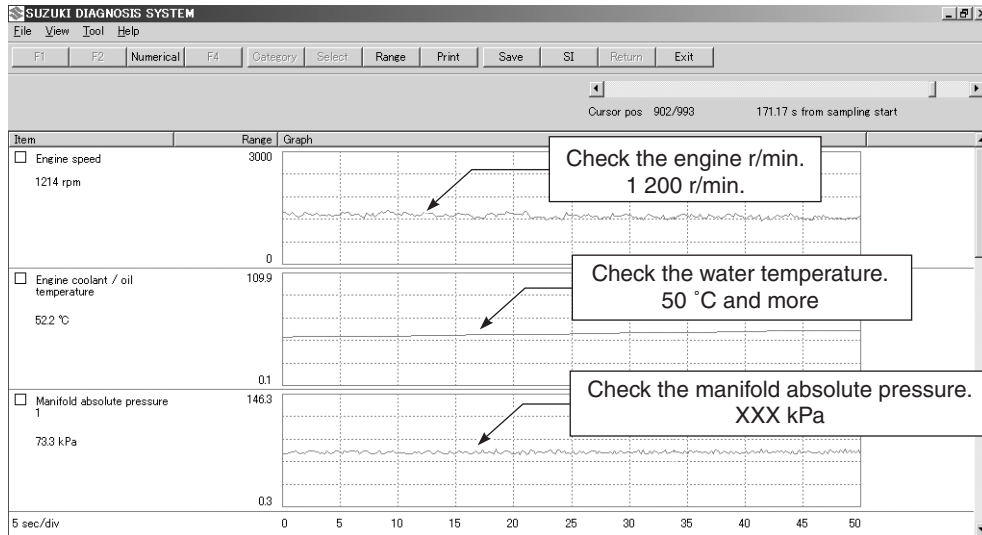 SUZUKI DIAGNOSIS SYSTEM
File View Tool Help
F1 F2 Numerical F4 Category Select Range Print Save SI Return Exit
Cursor pos 902/993 171.17 s from sampling start
Item Range Graph
Engine speed 3000
1214 rpm
0
Check the engine r/min.
1 200 r/min.
Engine coolant / oil 109.9
temperature
52.2 °C
0.1
Check the water temperature.
50 ˚C and more
Manifold absolute pressure 146.3
1
73.3 kPa
0.3
Check the manifold absolute pressure.
XXX kPa
5 sec/div 0 5 10 15 20 25 30 35 40 45 50